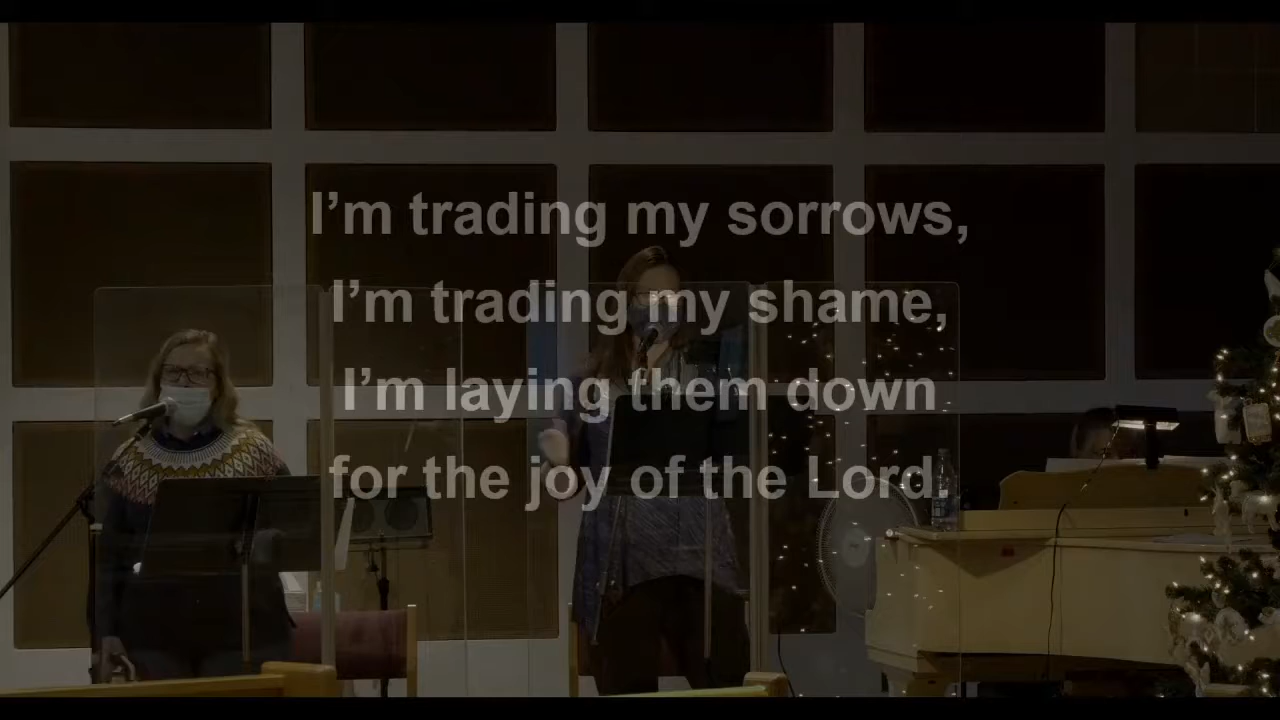 I’m trading my sorrows,
I’m trading my shame,
I’m laying them down
for the joy of the Lord.